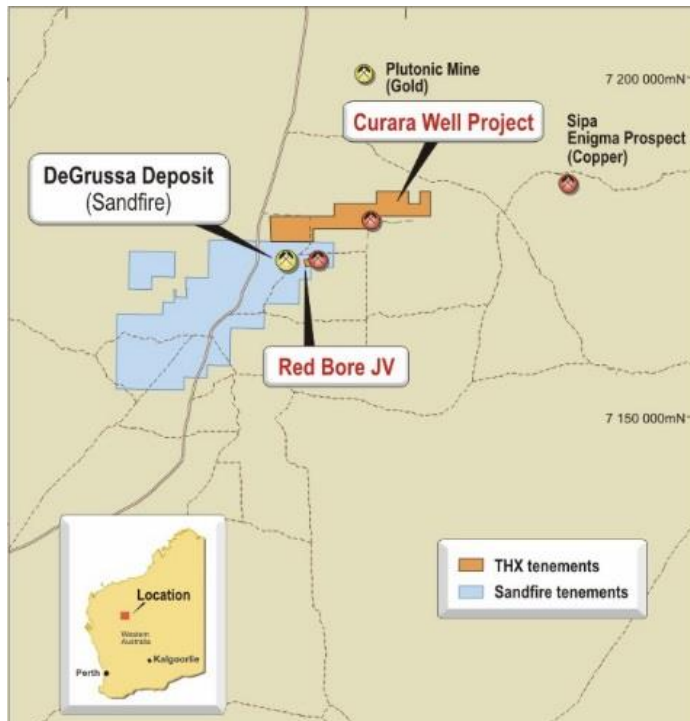 Plutonic Mine
(Gold)
7 200 000mN
Curara Well Project
Sipa
Enigma Prospect
(Copper)
DeGrussa Deposit
(Sandfire)
Red Bore JV
7 150 000mN
Location
Western
Australia
Kalgoorlie
Perth
THX tenements
Sandfire tenements